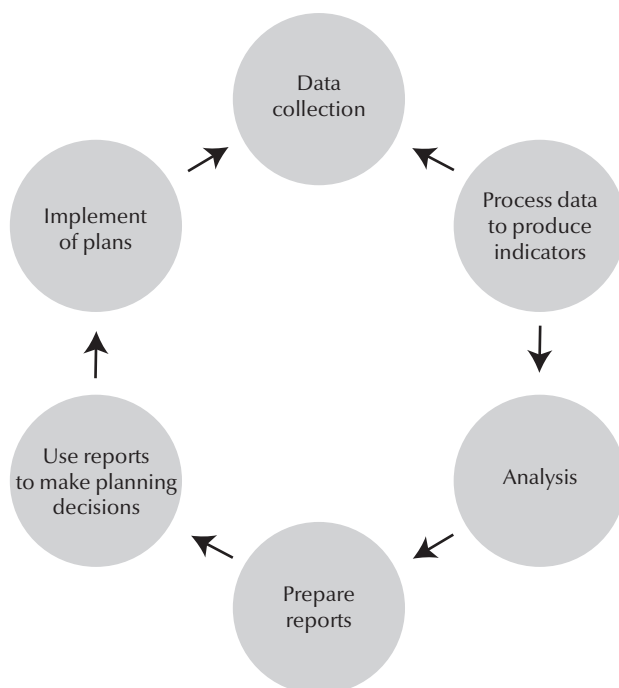 Data
collection
Process data
to produce
indicators
Analysis
Prepare
reports
Use reports
to make planning
decisions
Implement
of plans